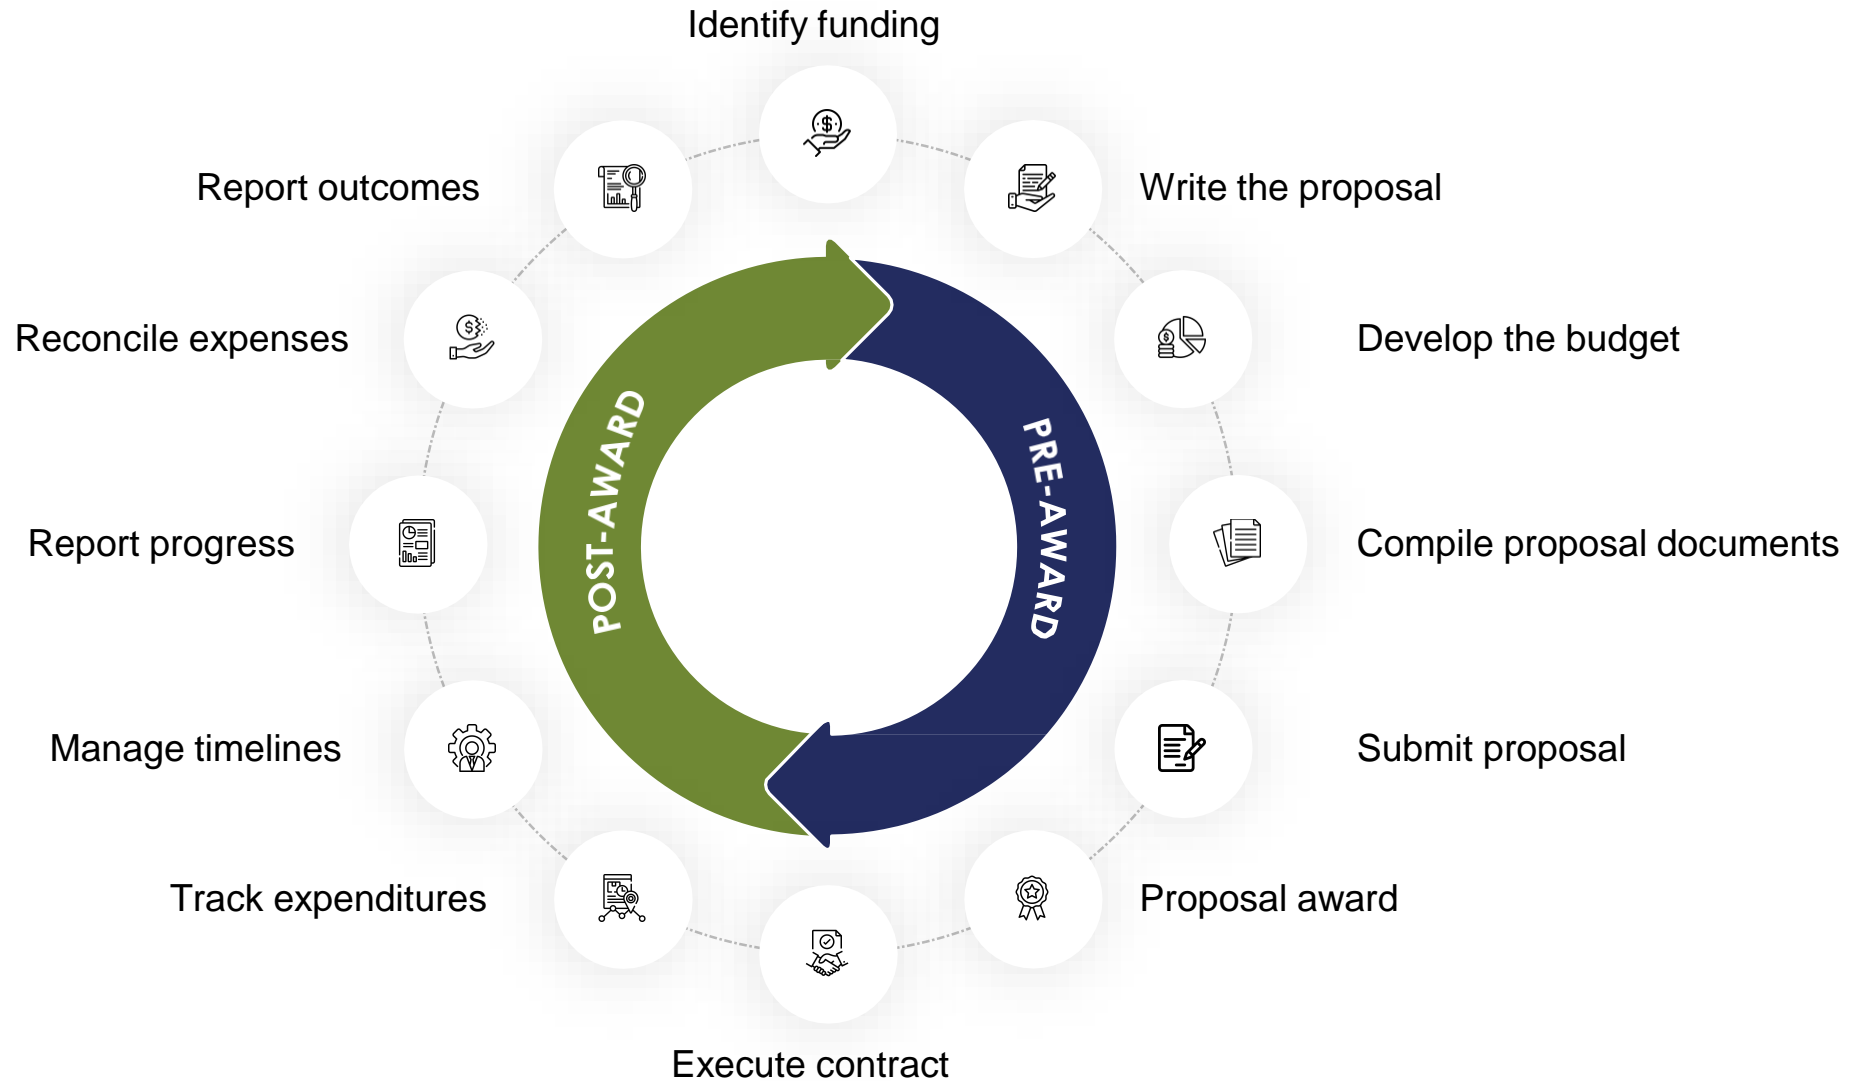 Identify funding
Write the proposal
Develop the budget
Compile proposal documents
Submit proposal
Proposal award
Execute contract
Track expenditures
Manage timelines
Report progress
Reconcile expenses
Report outcomes
PRE-AWARD
POST-AWARD